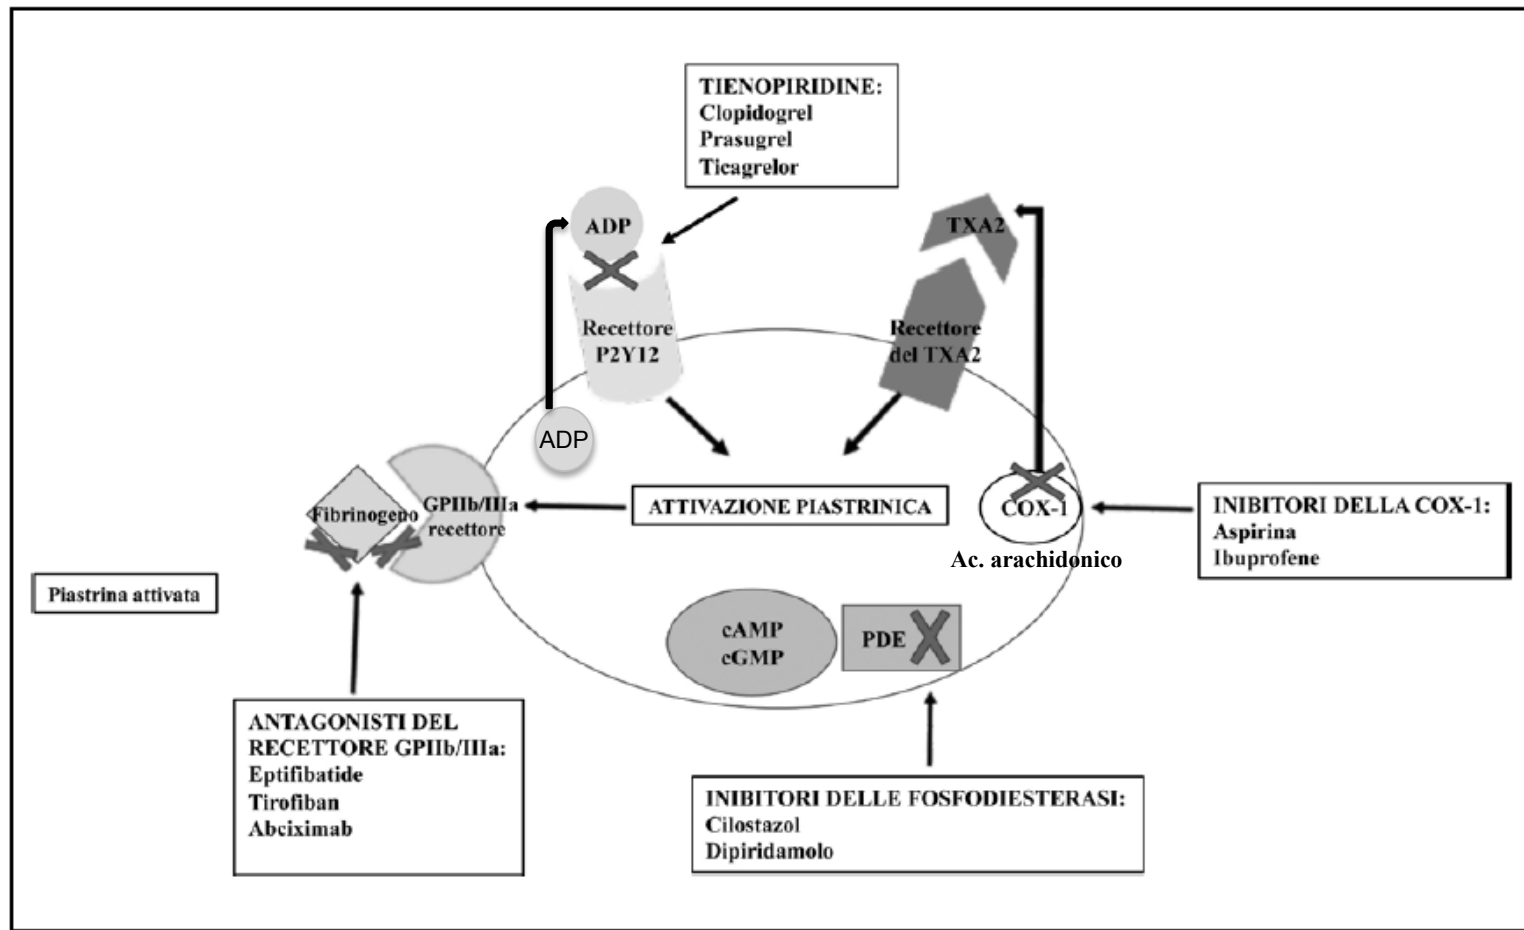 TIENOPIRIDINE:
Clopidogrel
Prasugrel
Ticagrelor
ADP
TXA2
Recettore
P2Y12
Recettore
del TXA2
ADP
Fibrinogeno
GPIIb/IIIa
recettore
ATTIVAZIONE PIASTRINICA
COX-1
Ac. arachidonico
INIBITORI DELLA COX-1:
Aspirina
Ibuprofene
Piastrina attivata
cAMP
cGMP
PDE
ANTAGONISTI DEL
RECETTORE GPIIb/IIIa:
Eptifibatide
Tirofiban
Abciximab
INIBITORI DELLE FOSFODIESTERASI:
Cilostazol
Dipiridamolo